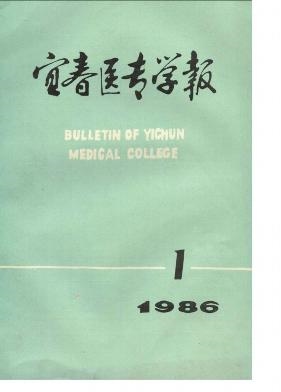 宜春医专学报
BULLETIN OF YICHUN
MEDICAL COLLEGE
1
1986